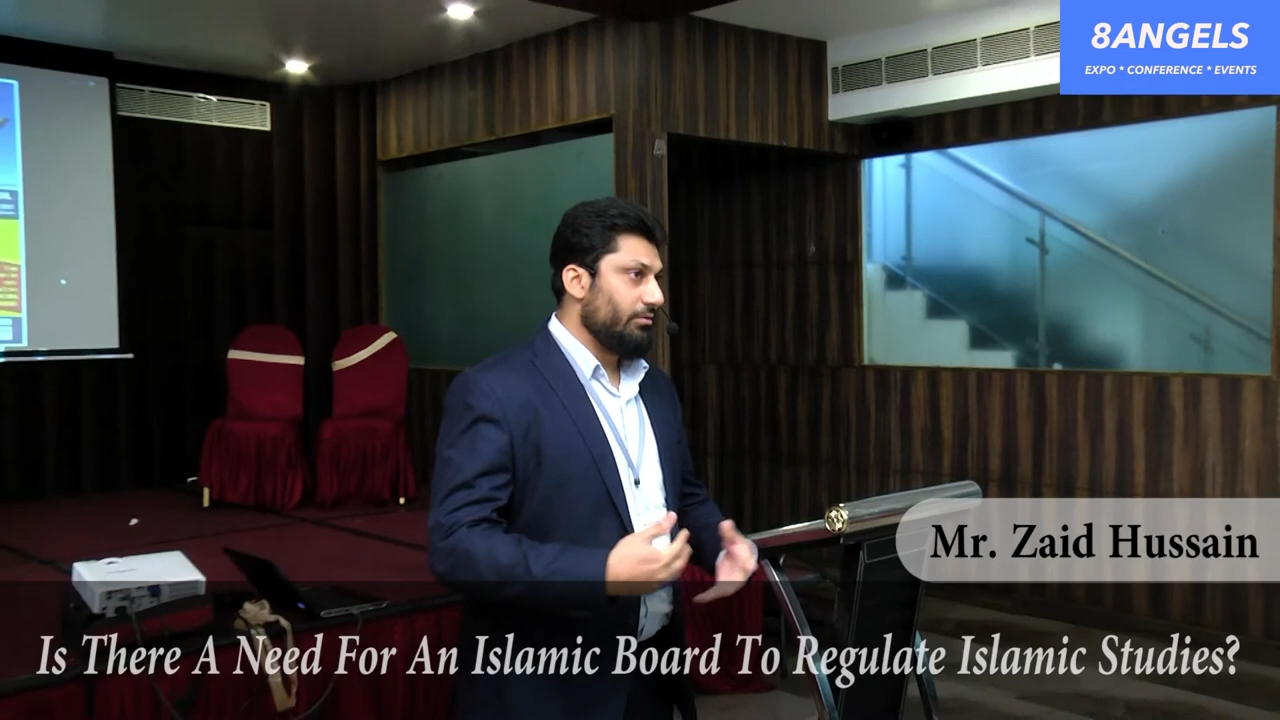 8ANGELS
EXPO * CONFERENCE * EVENTS
Mr. Zaid Hussain
Is There A Need For An Islamic Board To Regulate Islamic Studies?